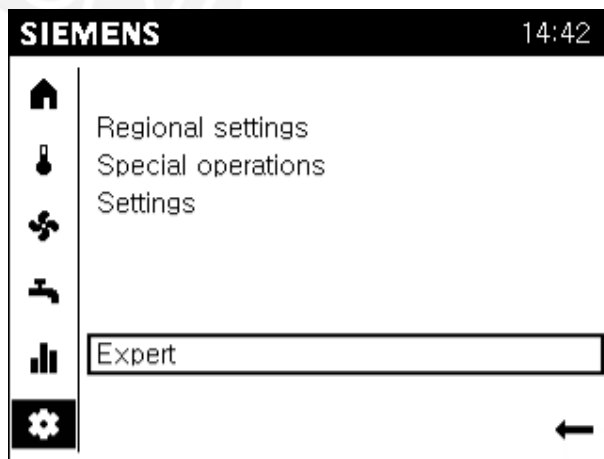 SIEMENS 14:42
Regional settings
Special operations
Settings
Expert